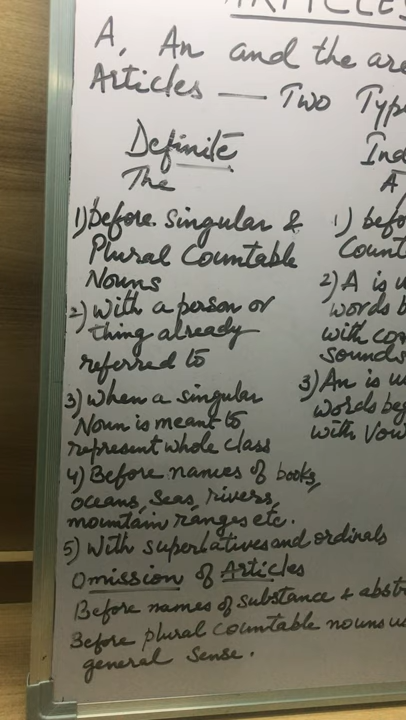 ARTICLES
A, An and the are
Articles — Two Type
Definite
The
1) before singular &
Plural Countable
Nouns
2) With a person or
thing already
referred to
3) when a singular
Noun is meant to
represent whole class
4) Before names of books,
oceans, seas, rivers,
mountain ranges etc.
5) With superlatives and ordinals
Ind
A
1) befo
Count
2) A is u
words b
with con
sounds
3) An is u
words beg
with Vow
Omission of Articles
Before names of substance & abstr
Before plural countable nouns us
general sense.